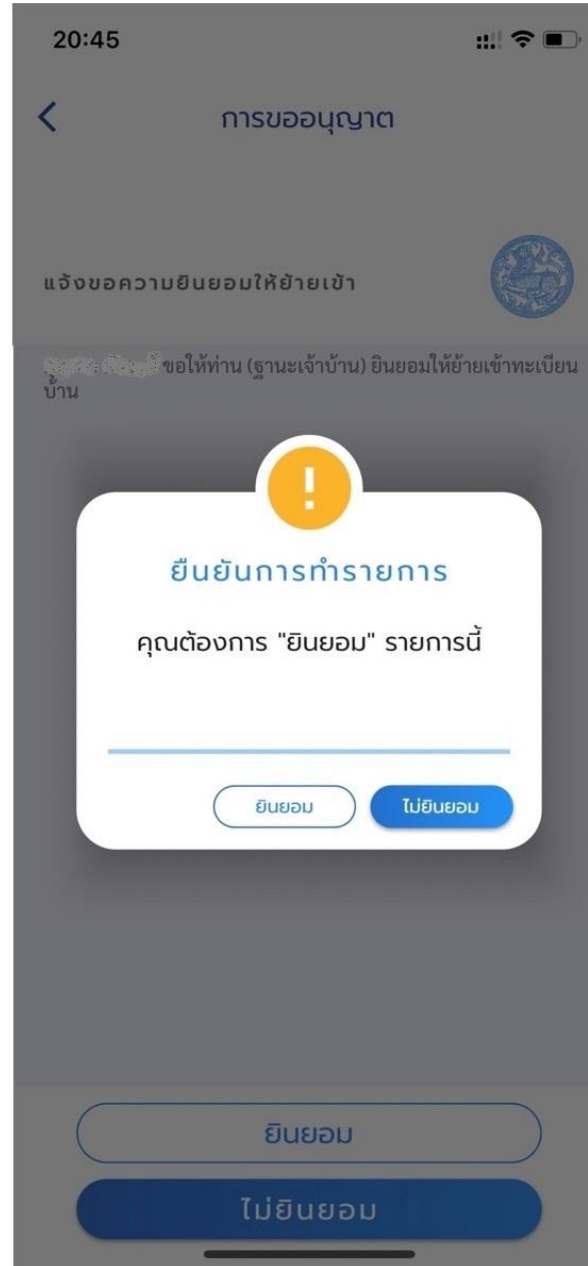 20:45
การขออนุญาต
แจ้งขอความยินยอมให้ย้ายเข้า
ขอให้ท่าน (ฐานะเจ้าบ้าน) ยินยอมให้ย้ายเข้าทะเบียน
บ้าน
ยืนยันการทำรายการ
คุณต้องการ "ยินยอม" รายการนี้
ยินยอม ไม่ยินยอม
ยินยอม
ไม่ยินยอม